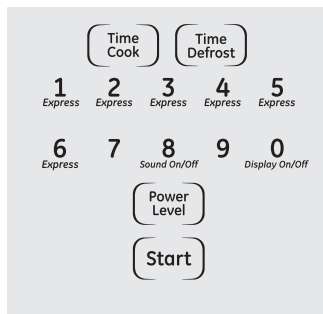 Time Time
Cook Defrost
1 2 3 4 5
Express Express Express Express Express
6 7 8 9 0
Express Sound On/Off Display On/Off
Power
Level
Start